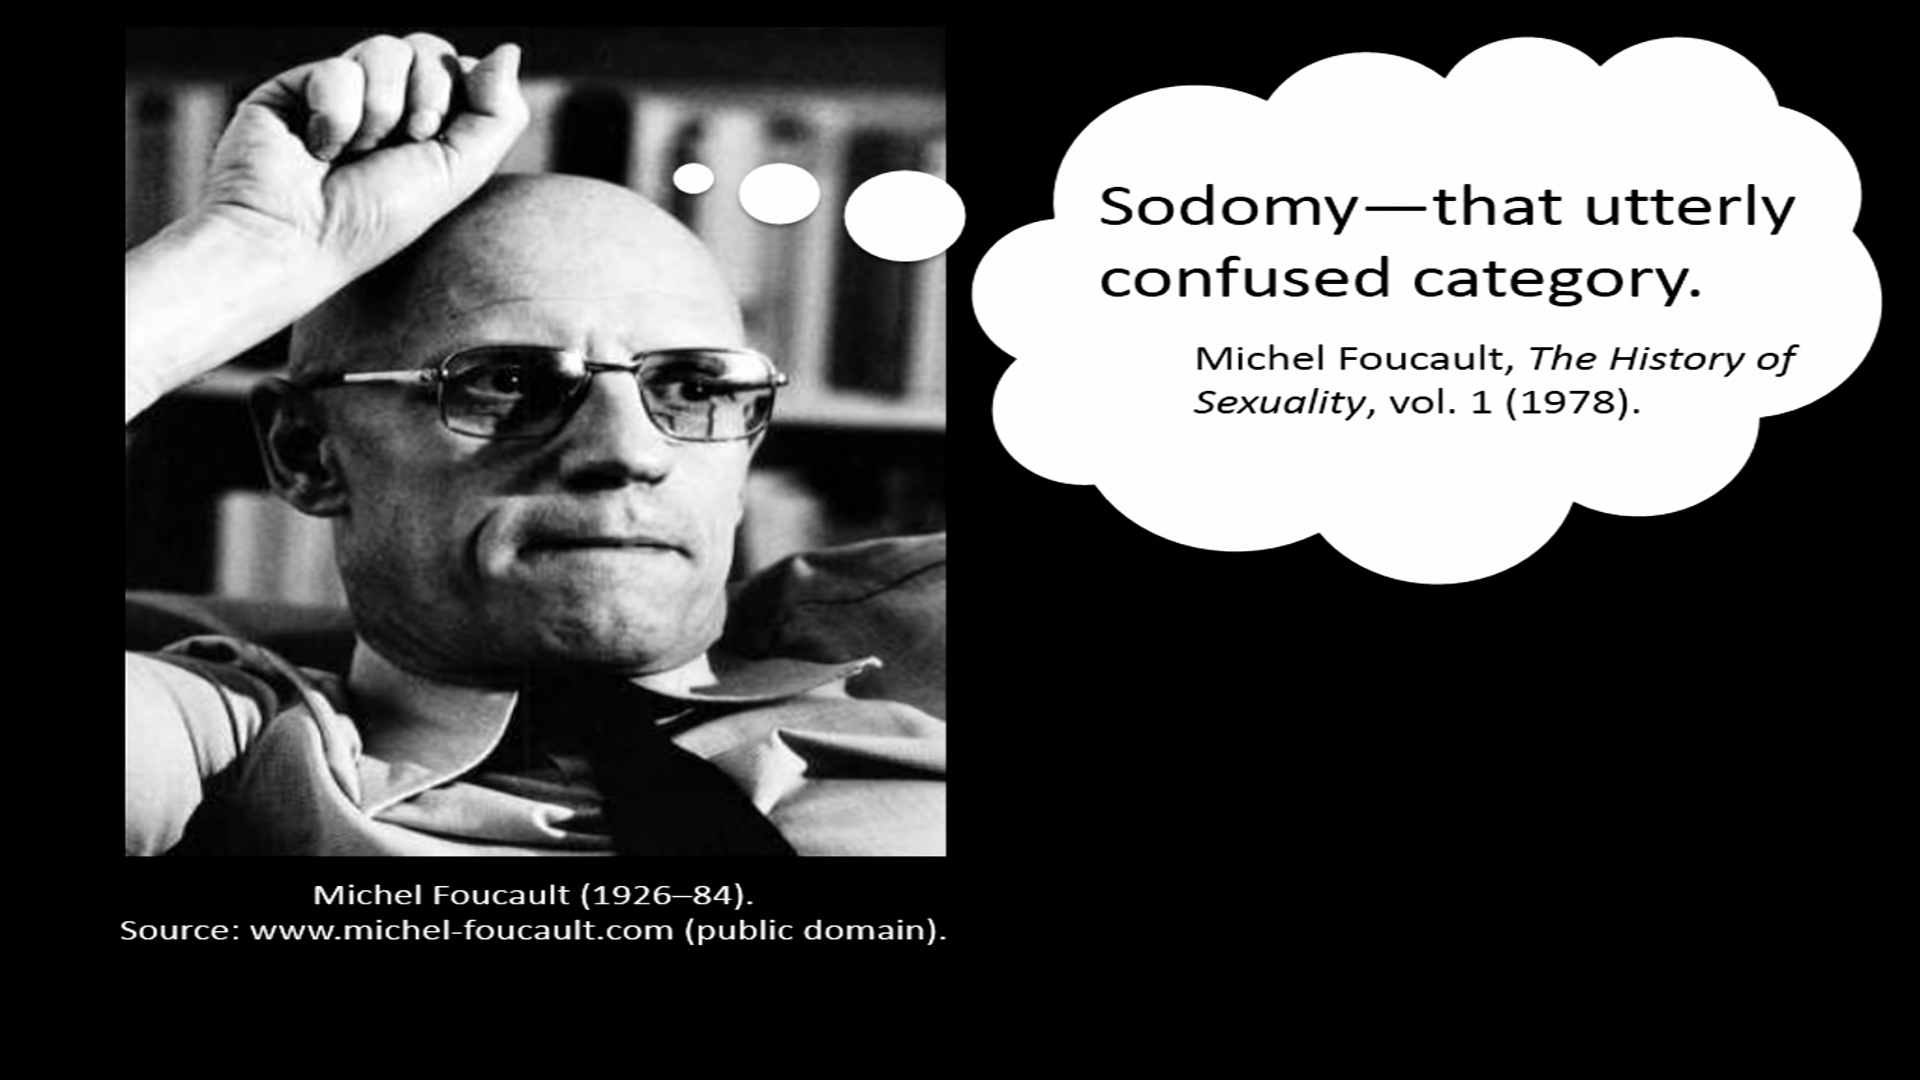 Sodomy—that utterly
confused category.
Michel Foucault, The History of
Sexuality, vol. 1 (1978).
Michel Foucault (1926–84).
Source: www.michel-foucault.com (public domain).